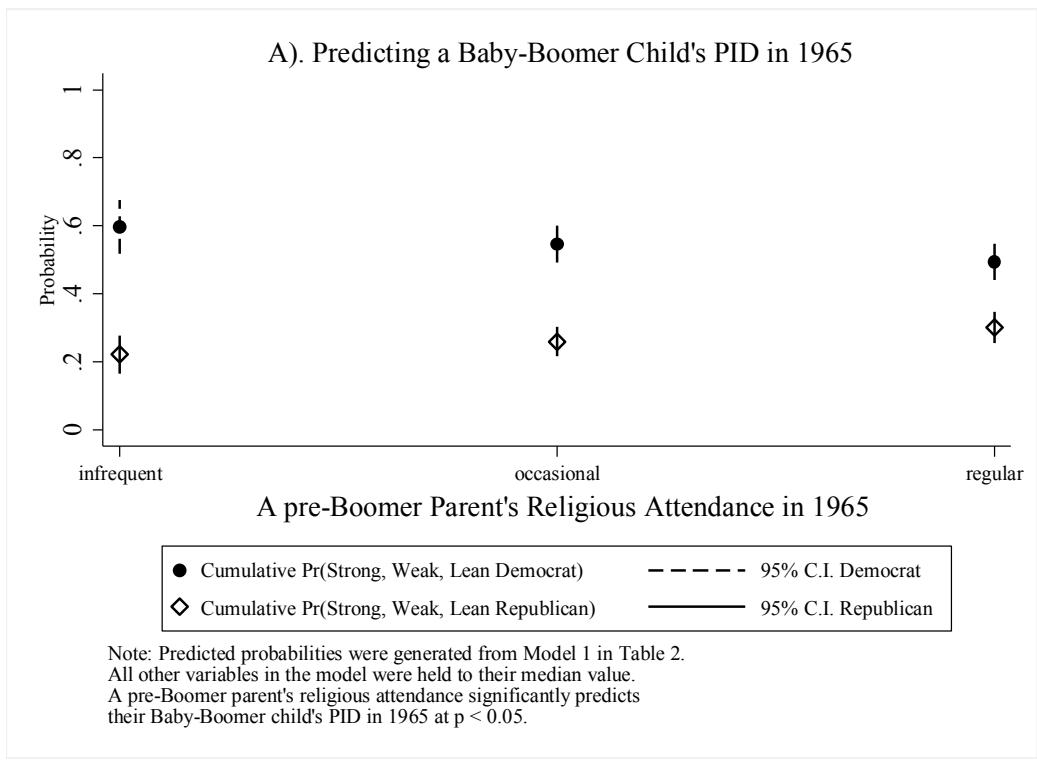 A). Predicting a Baby-Boomer Child's PID in 1965
Probability
1
.8
.6
.4
.2
0
infrequent occasional regular
A pre-Boomer Parent's Religious Attendance in 1965
Cumulative Pr(Strong, Weak, Lean Democrat) 95% C.I. Democrat
Cumulative Pr(Strong, Weak, Lean Republican) 95% C.I. Republican
Note: Predicted probabilities were generated from Model 1 in Table 2.
All other variables in the model were held to their median value.
A pre-Boomer parent's religious attendance significantly predicts
their Baby-Boomer child's PID in 1965 at p < 0.05.